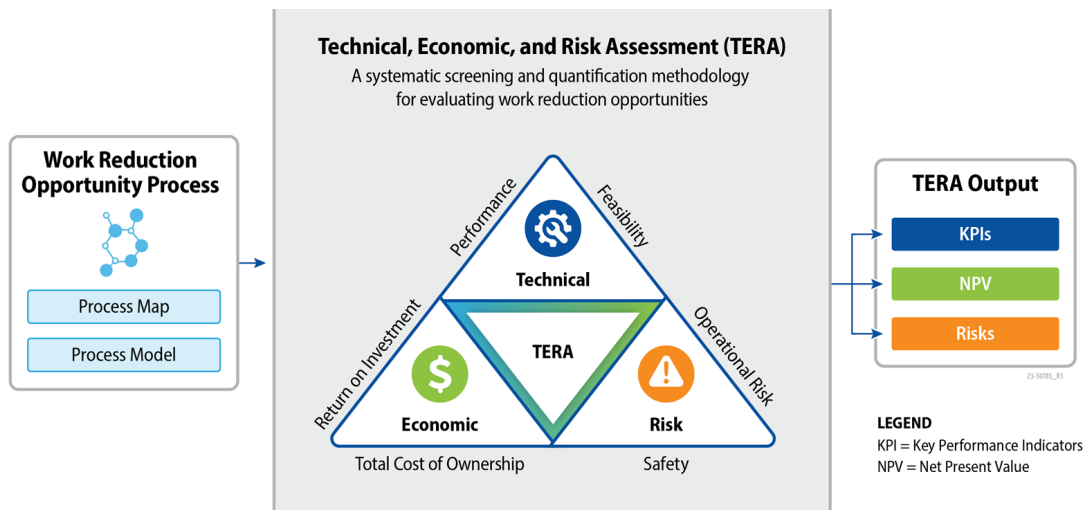 Technical, Economic, and Risk Assessment (TERA)
A systematic screening and quantification methodology
for evaluating work reduction opportunities
Work Reduction
Opportunity Process
Process Map
Process Model
Performance
Feasibility
Technical
Return on Investment
Operational Risk
TERA
Economic
Risk
Total Cost of Ownership
Safety
TERA Output
KPIs
NPV
Risks
23-50785_R3
LEGEND
KPI = Key Performance Indicators
NPV = Net Present Value